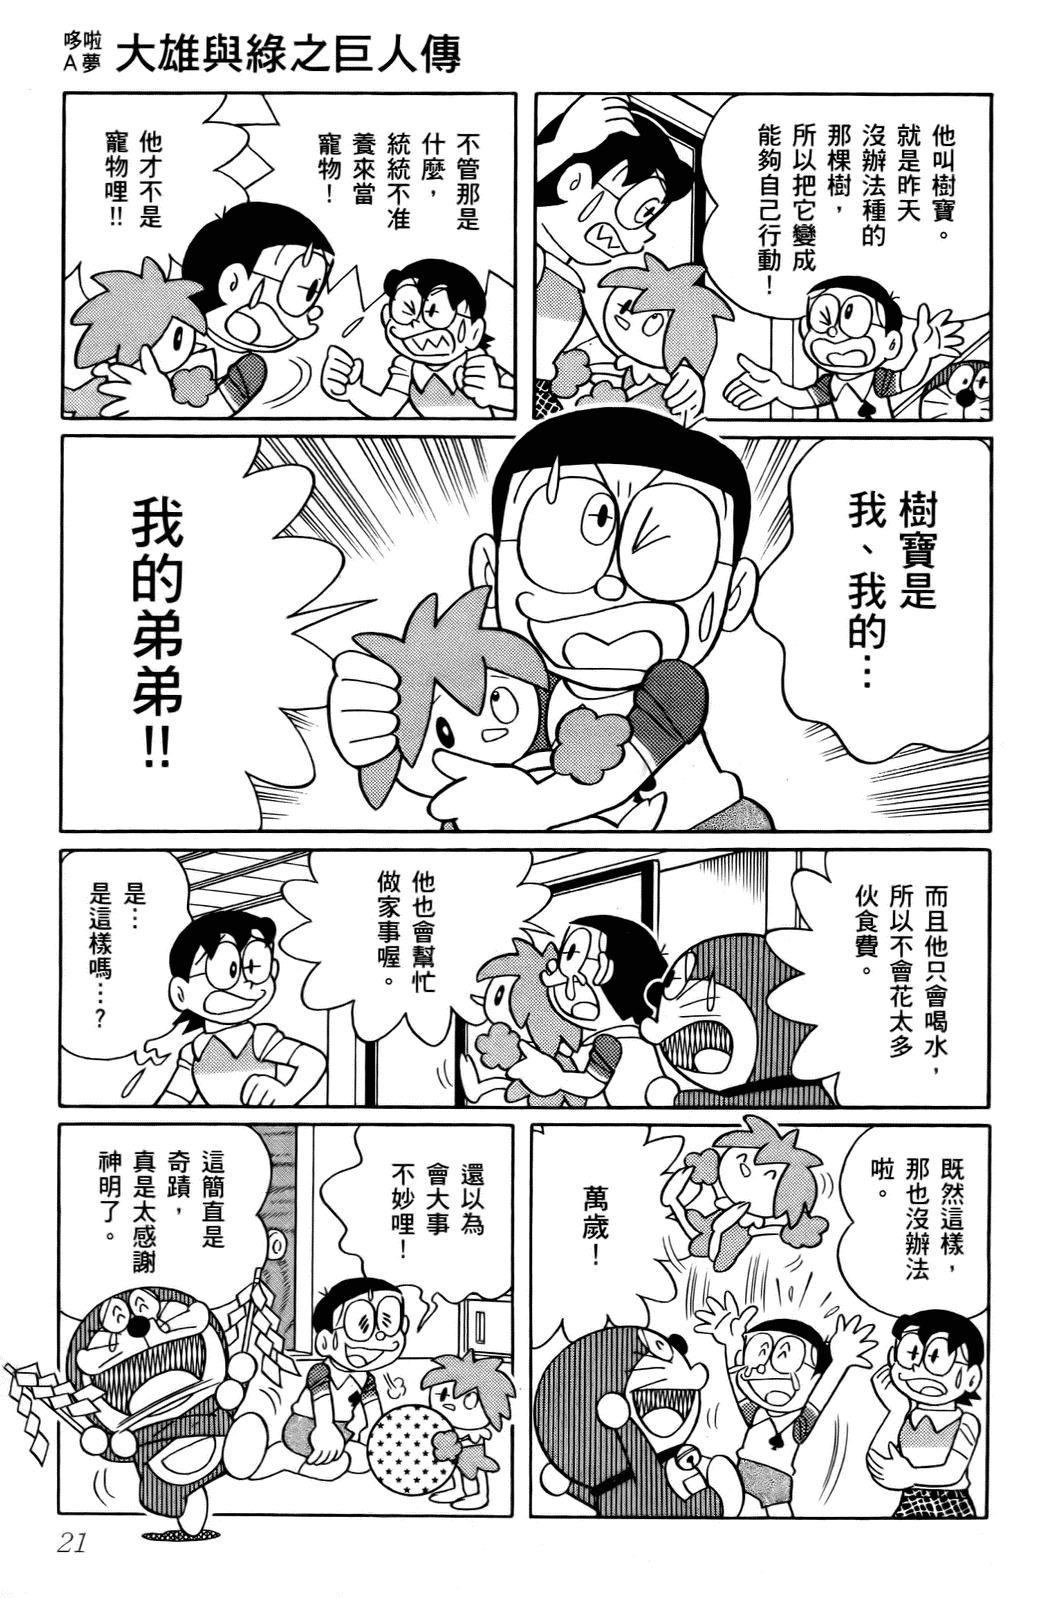 哆啦
A夢
大雄與綠之巨人傳
他叫樹寶。
就是昨天
沒辦法種的
那棵樹，
所以把它變成
能夠自己行動！
不管那是
什麼，
統統不准
養來當
寵物！
他才不是
寵物哩!!
樹寶是
我、我的…
我的弟弟!!
而且他只會喝水，
所以不會花太多
伙食費。
他也會幫忙
做家事喔。
是…
是這樣嗎…?
既然這樣，
那也沒辦法
啦。
萬歲！
還以為
會大事
不妙哩！
這簡直是
奇蹟，
真是太感謝
神明了。
21